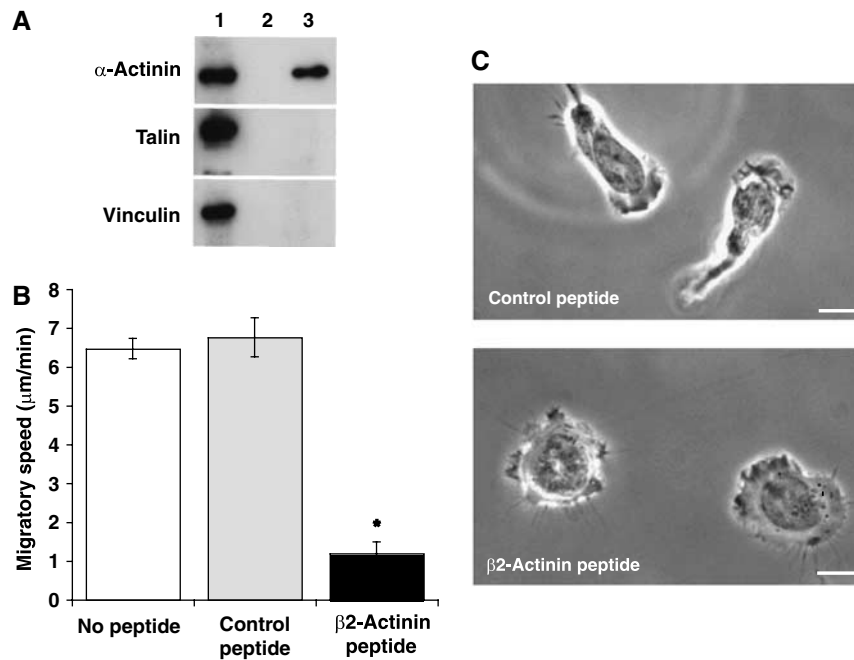 A
1 2 3
α-Actinin
Talin
Vinculin
B
8
7
6
5
4
3
2
1
0
Migratory speed (μm/min)
*
No peptide
Control
peptide
β2-Actinin
peptide
C
Control peptide
β2-Actinin peptide